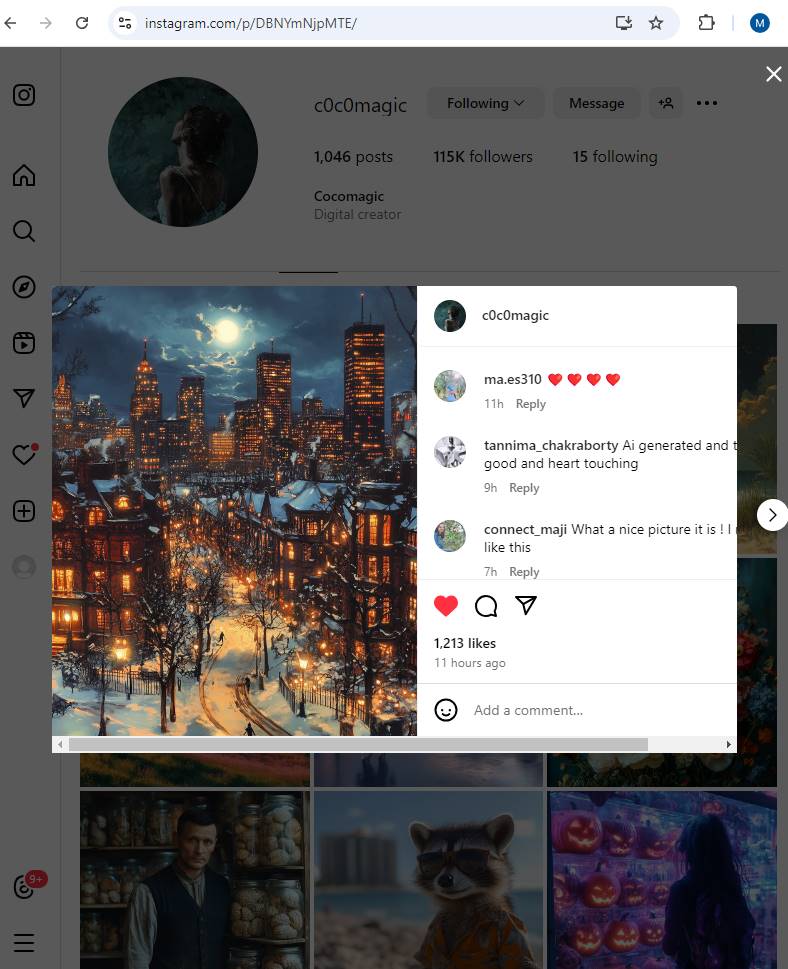 instagram.com/p/DBNYmNjpMTE/
M
c0c0magic
Following
Message
1,046 posts
115K followers
15 following
Cocomagic
Digital creator
c0c0magic
ma.es310 ❤️ ❤️ ❤️ ❤️
11h Reply
tannima_chakraborty Ai generated and t
good and heart touching
9h Reply
connect_maji What a nice picture it is ! I
like this
7h Reply
1,213 likes
11 hours ago
Add a comment...
9+